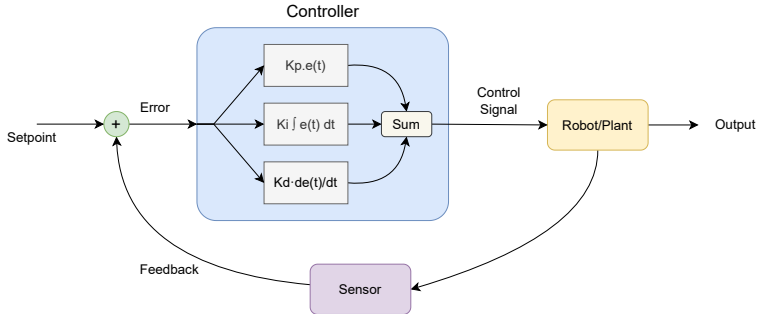 Controller
Kp.e(t)
Setpoint
+
Error
Ki ∫ e(t) dt
Sum
Control
Signal
Robot/Plant
Output
Kd·de(t)/dt
Feedback
Sensor